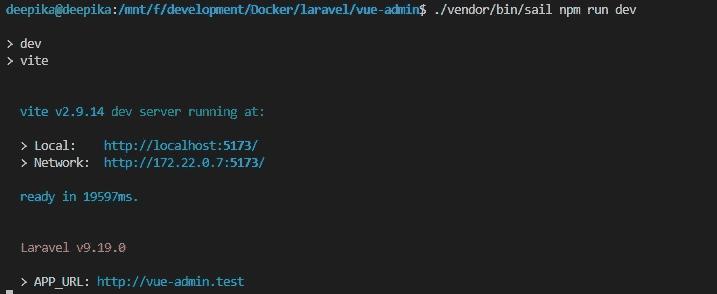 deepika@deepika:/mnt/f/development/Docker/laravel/vue-admin$ ./vendor/bin/sail npm run dev
> dev
> vite
vite v2.9.14 dev server running at:
> Local: http://localhost:5173/
> Network: http://172.22.0.7:5173/
ready in 19597ms.
Laravel v9.19.0
> APP_URL: http://vue-admin.test